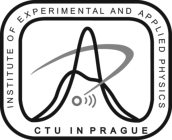 INSTITUTE OF EXPERIMENTAL AND APPLIED PHYSICS
CTU IN PRAGUE